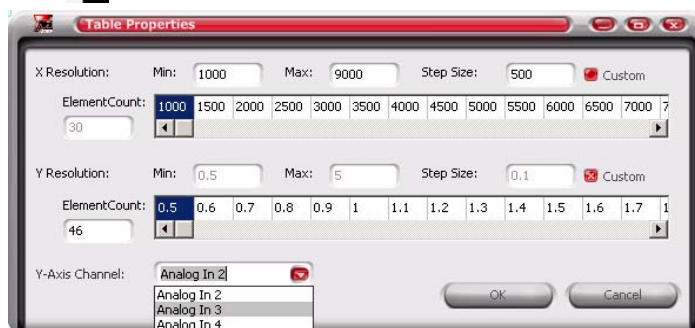 Table Properties
X Resolution: Min: 1000 Max: 9000 Step Size: 500 Custom
ElementCount: 1000 1500 2000 2500 3000 3500 4000 4500 5000 5500 6000 6500 7000 7
30
Y Resolution: Min: 0.5 Max: 5 Step Size: 0.1 Custom
ElementCount: 0.5 0.6 0.7 0.8 0.9 1 1.1 1.2 1.3 1.4 1.5 1.6 1.7 1
46
Y-Axis Channel: Analog In 2
Analog In 2 OK Cancel
Analog In 3
Analog In 4